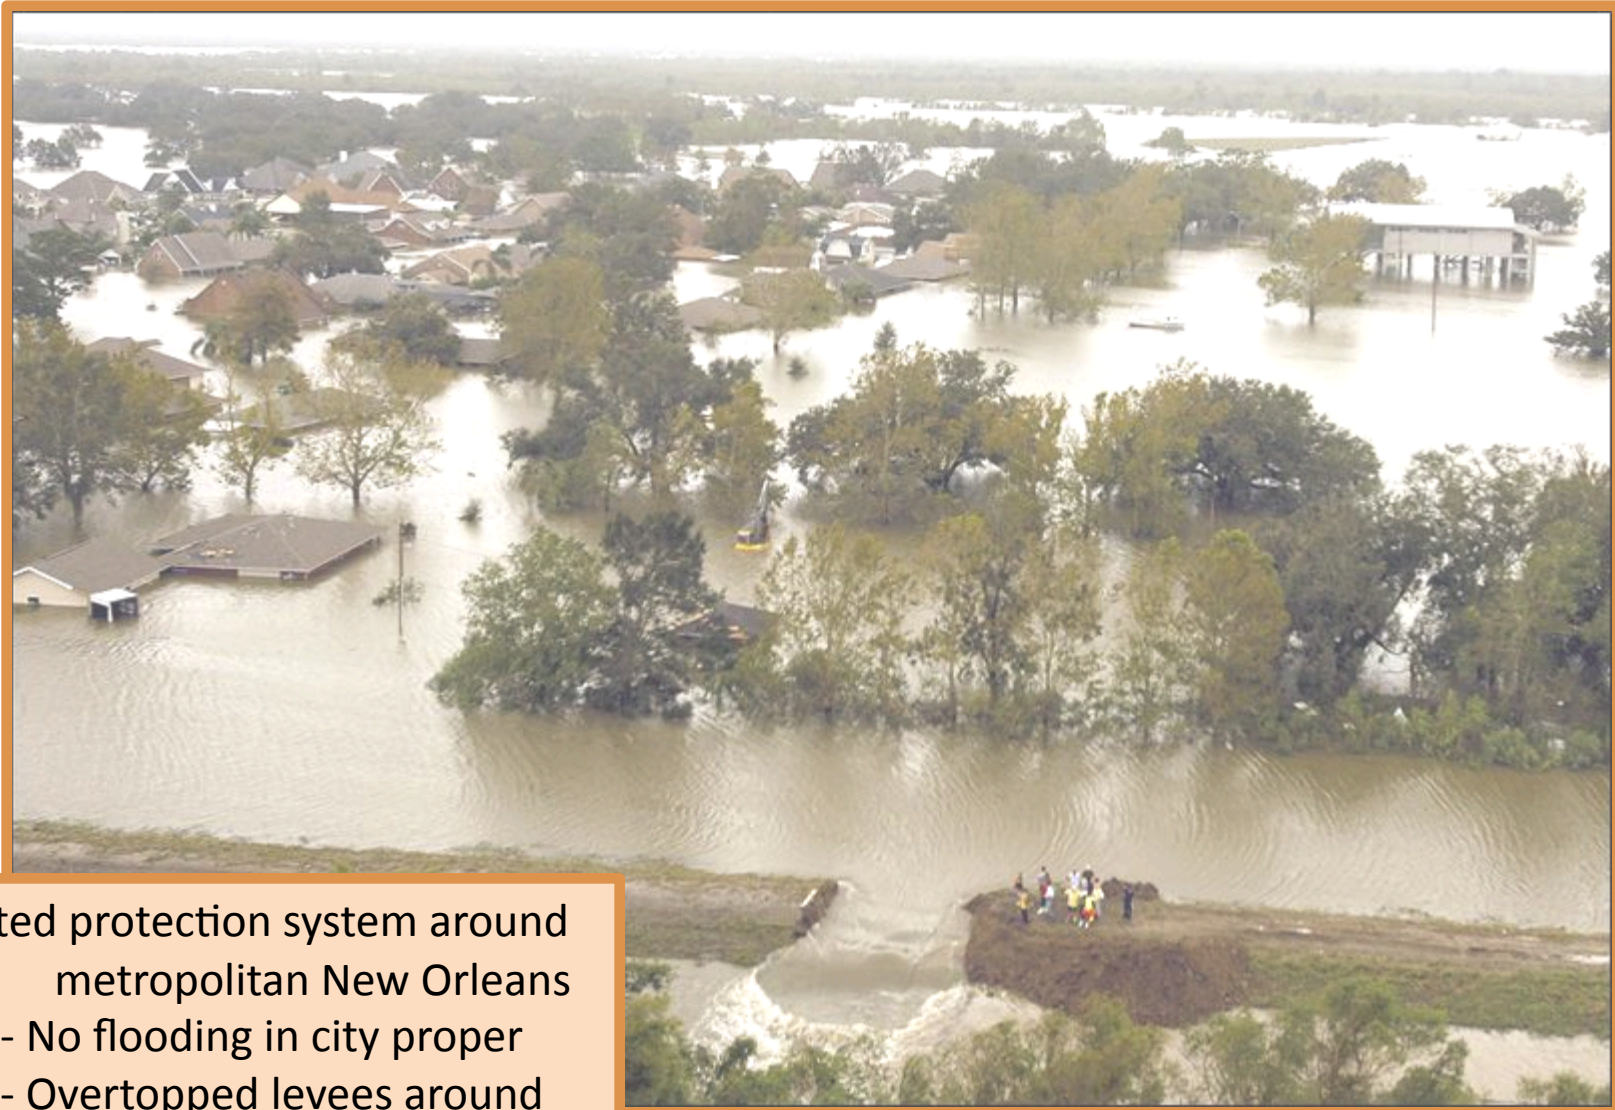 ted protection system around
metropolitan New Orleans
- No flooding in city proper
- Overtopped levees around